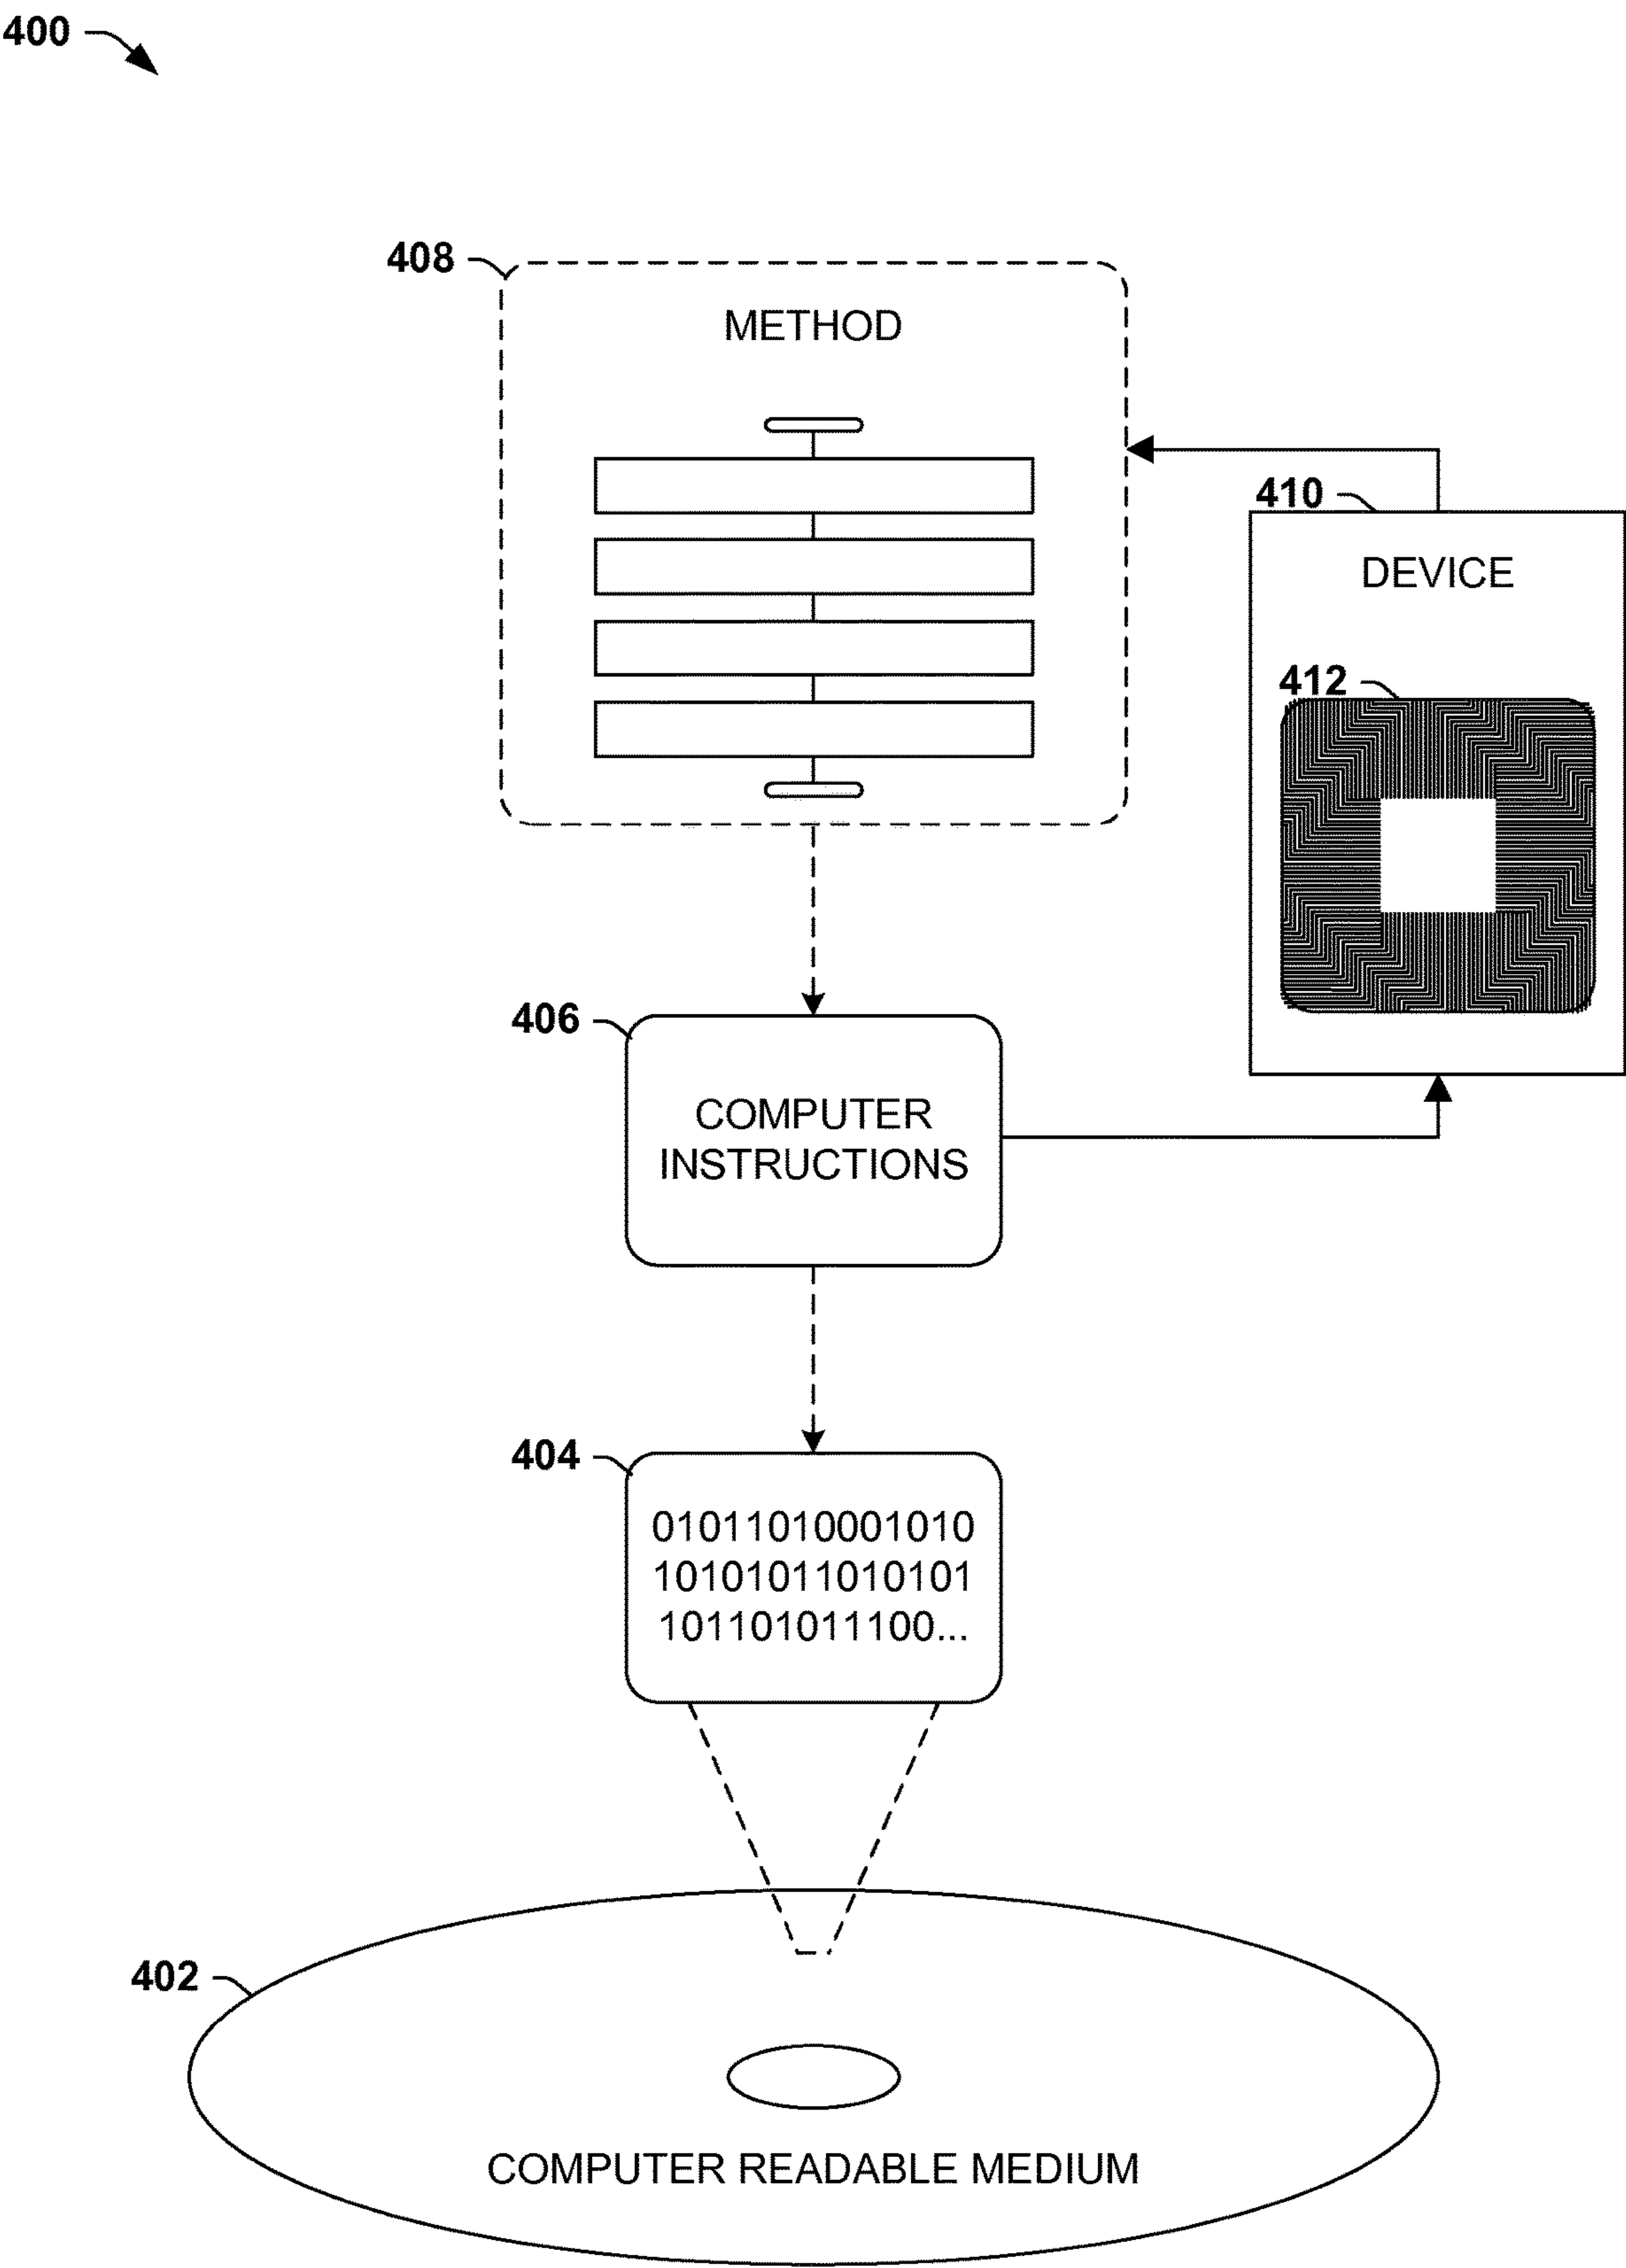 400
408
METHOD
410
DEVICE
412
406
COMPUTER
INSTRUCTIONS
404
01011010001010
10101011010101
101101011100...
402
COMPUTER READABLE MEDIUM